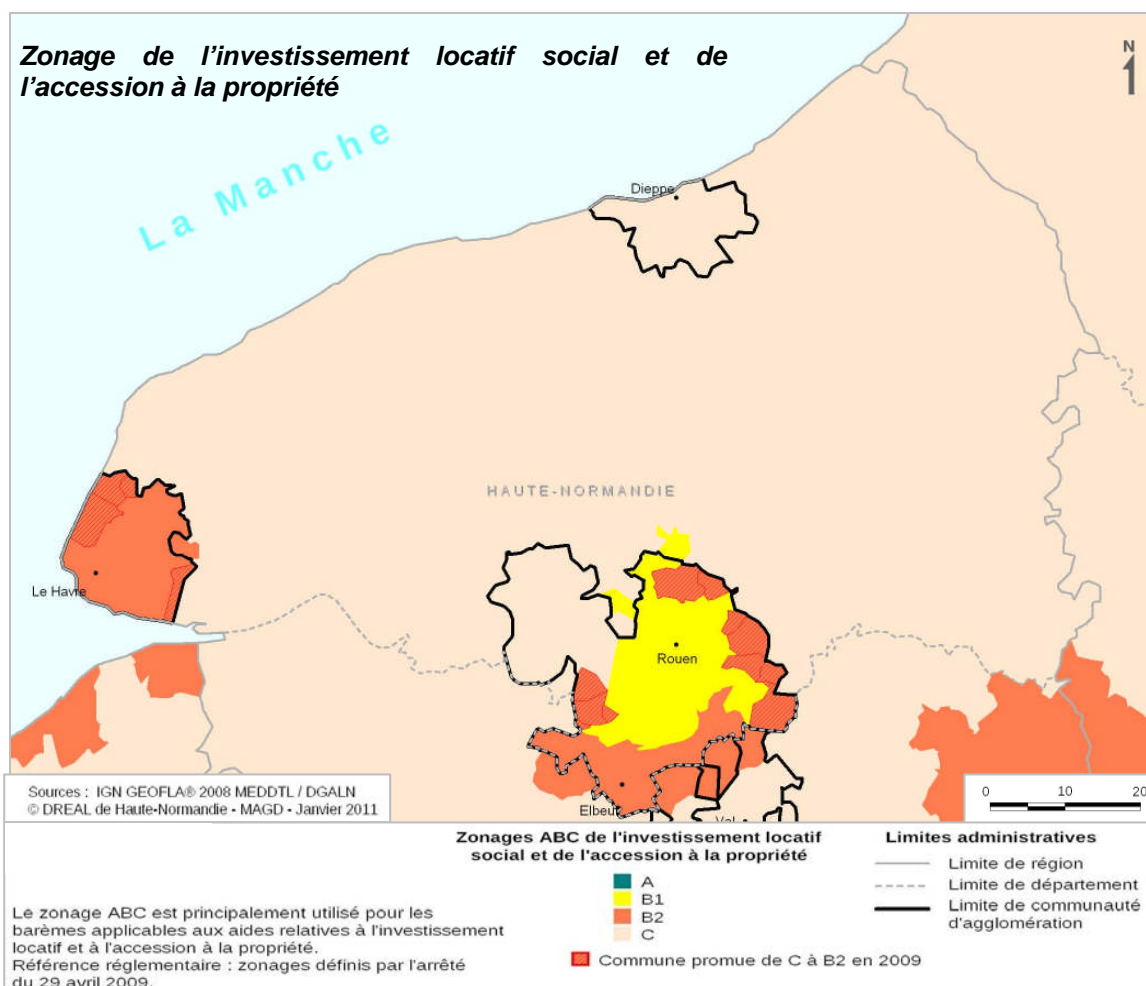 Zonage de l'investissement locatif social et de
l'accession à la propriété
N
La Manche
Dieppe
HAUTE-NORMANDIE
Le Havre
Rouen
Elbeuf
Sources : IGN GEOFLA® 2008 MEDDTL / DGALN
© DREAL de Haute-Normandie - MAGD - Janvier 2011
0 10 20
Zonages ABC de l'investissement locatif
social et de l'accession à la propriété
A
B1
B2
C
Commune promue de C à B2 en 2009
Limites administratives
Limite de région
Limite de département
Limite de communauté
d'agglomération
Le zonage ABC est principalement utilisé pour les
barèmes applicables aux aides relatives à l'investissement
locatif et à l'accession à la propriété.
Référence réglementaire : zonages définis par l'arrêté
du 29 avril 2009.